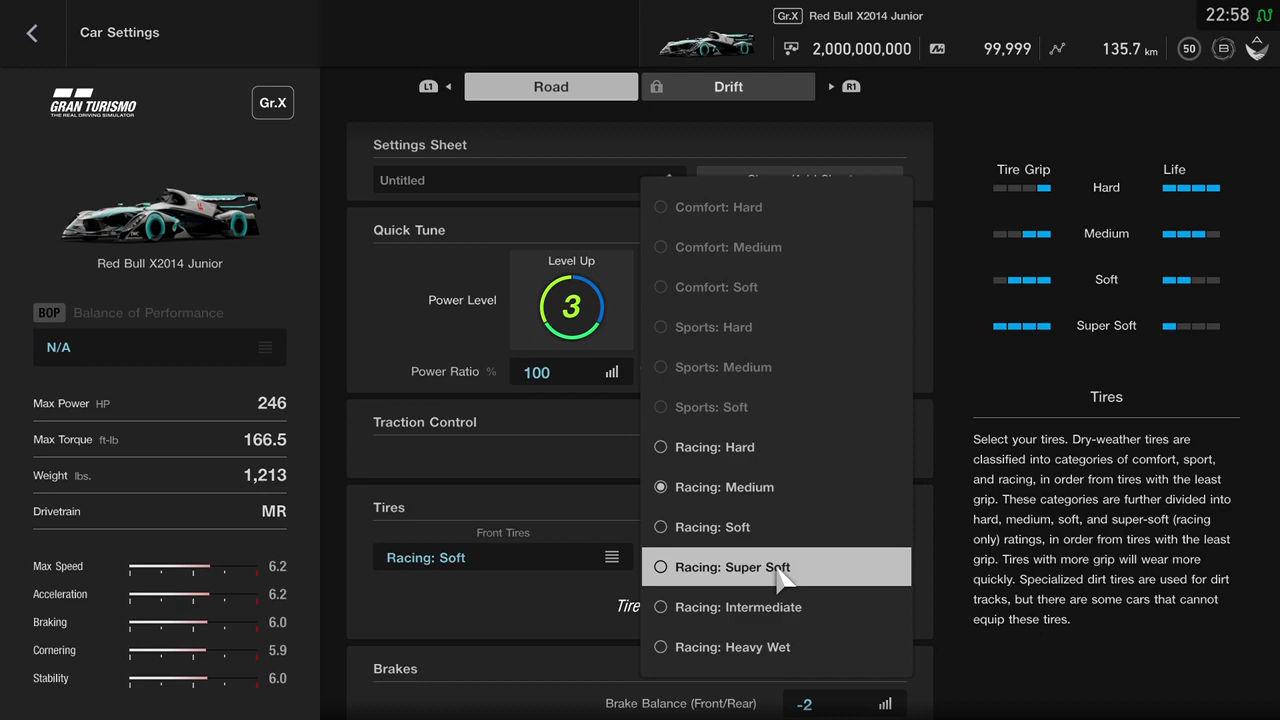 Car Settings
Gr.X Red Bull X2014 Junior
22:58
2,000,000,000
99,999
135.7 km
50
B
GRAN TURISMO
THE REAL DRIVING SIMULATOR
Gr.X
Red Bull X2014 Junior
BOP Balance of Performance
N/A
Max Power HP 246
Max Torque ft-lb 166.5
Weight lbs. 1,213
Drivetrain MR
Max Speed 6.2
Acceleration 6.2
Braking 6.0
Cornering 5.9
Stability 6.0
L1 Road Drift R1
Settings Sheet
Untitled
Quick Tune
Level Up
Power Level 3
Power Ratio % 100
Traction Control
Tires
Front Tires
Racing: Soft
Tire
Brakes
Brake Balance (Front/Rear) -2
Comfort: Hard
Comfort: Medium
Comfort: Soft
Sports: Hard
Sports: Medium
Sports: Soft
Racing: Hard
Racing: Medium
Racing: Soft
Racing: Super Soft
Racing: Intermediate
Racing: Heavy Wet
Tire Grip Life
Hard
Medium
Soft
Super Soft
Tires
Select your tires. Dry-weather tires are
classified into categories of comfort, sport,
and racing, in order from tires with the least
grip. These categories are further divided into
hard, medium, soft, and super-soft (racing
only) ratings, in order from tires with the least
grip. Tires with more grip will wear more
quickly. Specialized dirt tires are used for dirt
tracks, but there are some cars that cannot
equip these tires.